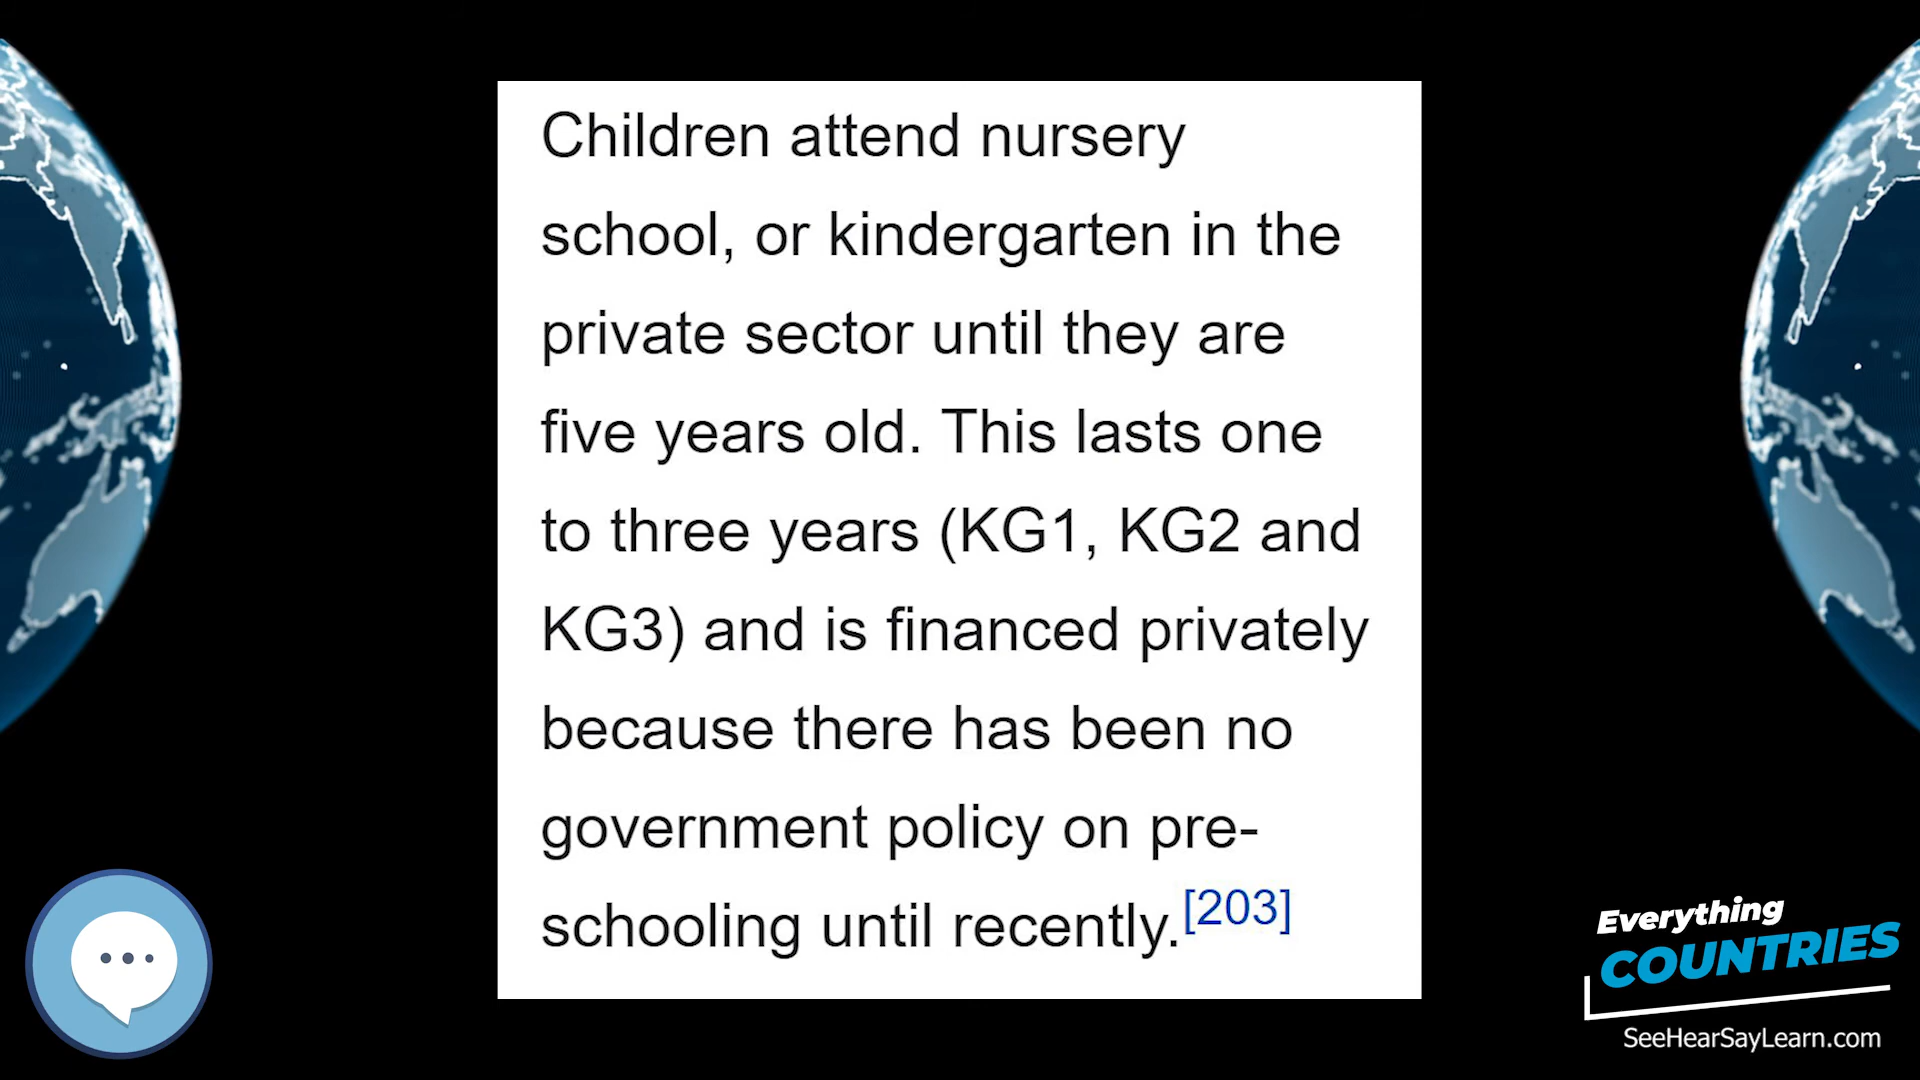 Children attend nursery
school, or kindergarten in the
private sector until they are
five years old. This lasts one
to three years (KG1, KG2 and
KG3) and is financed privately
because there has been no
government policy on pre-
schooling until recently.[203]
Everything
COUNTRIES
SeeHearSayLearn.com